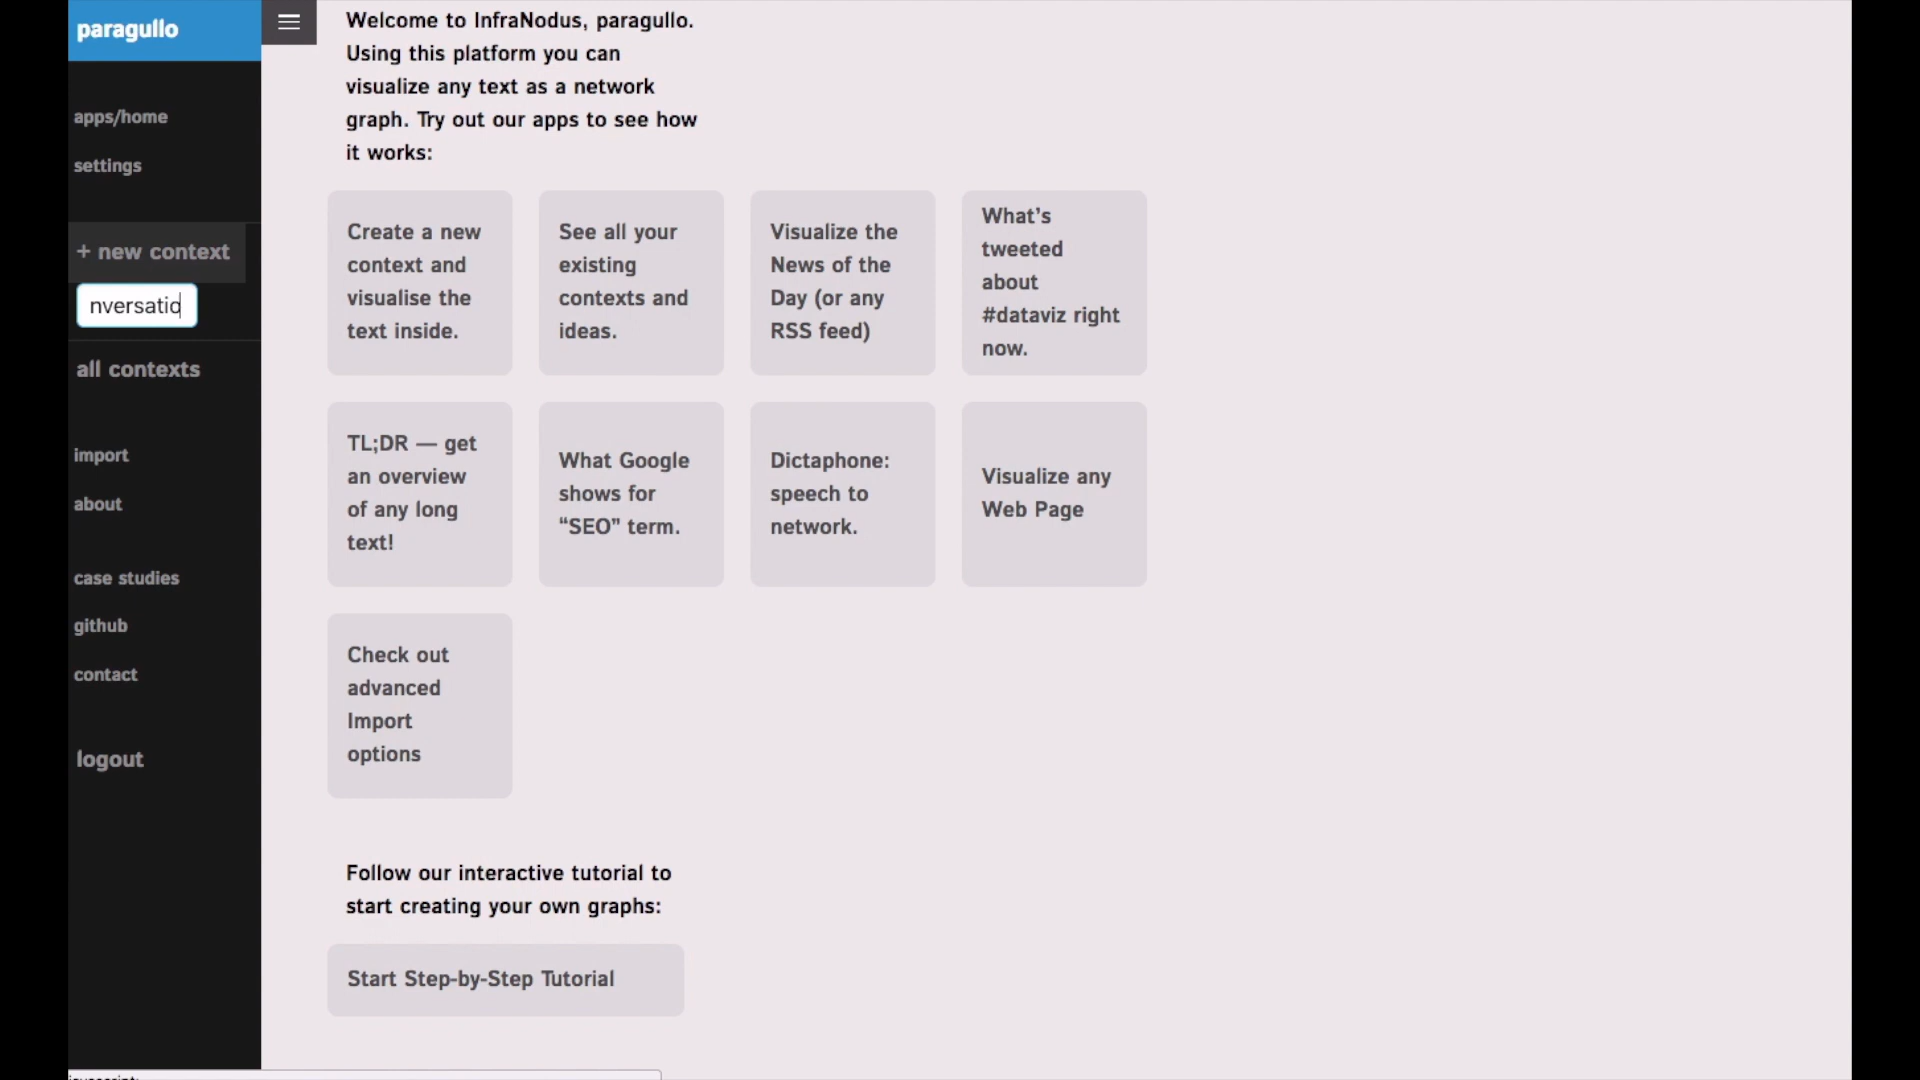 paragullo
apps/home
settings
+ new context
nversatio
all contexts
import
about
case studies
github
contact
logout
Welcome to InfraNodus, paragullo.
Using this platform you can
visualize any text as a network
graph. Try out our apps to see how
it works:
Create a new
context and
visualise the
text inside.
See all your
existing
contexts and
ideas.
Visualize the
News of the
Day (or any
RSS feed)
What's
tweeted
about
#dataviz right
now.
TL;DR — get
an overview
of any long
text!
What Google
shows for
“SEO” term.
Dictaphone:
speech to
network.
Visualize any
Web Page
Check out
advanced
Import
options
Follow our interactive tutorial to
start creating your own graphs:
Start Step-by-Step Tutorial